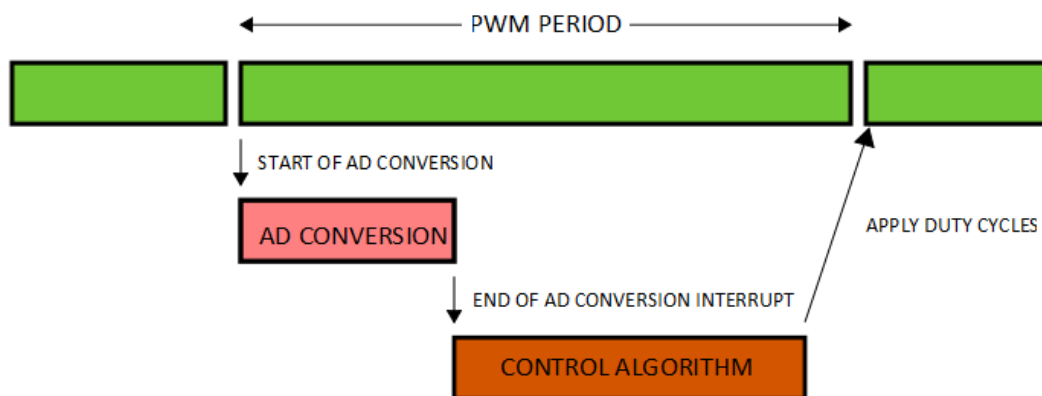 PWM PERIOD
START OF AD CONVERSION
AD CONVERSION
APPLY DUTY CYCLES
END OF AD CONVERSION INTERRUPT
CONTROL ALGORITHM